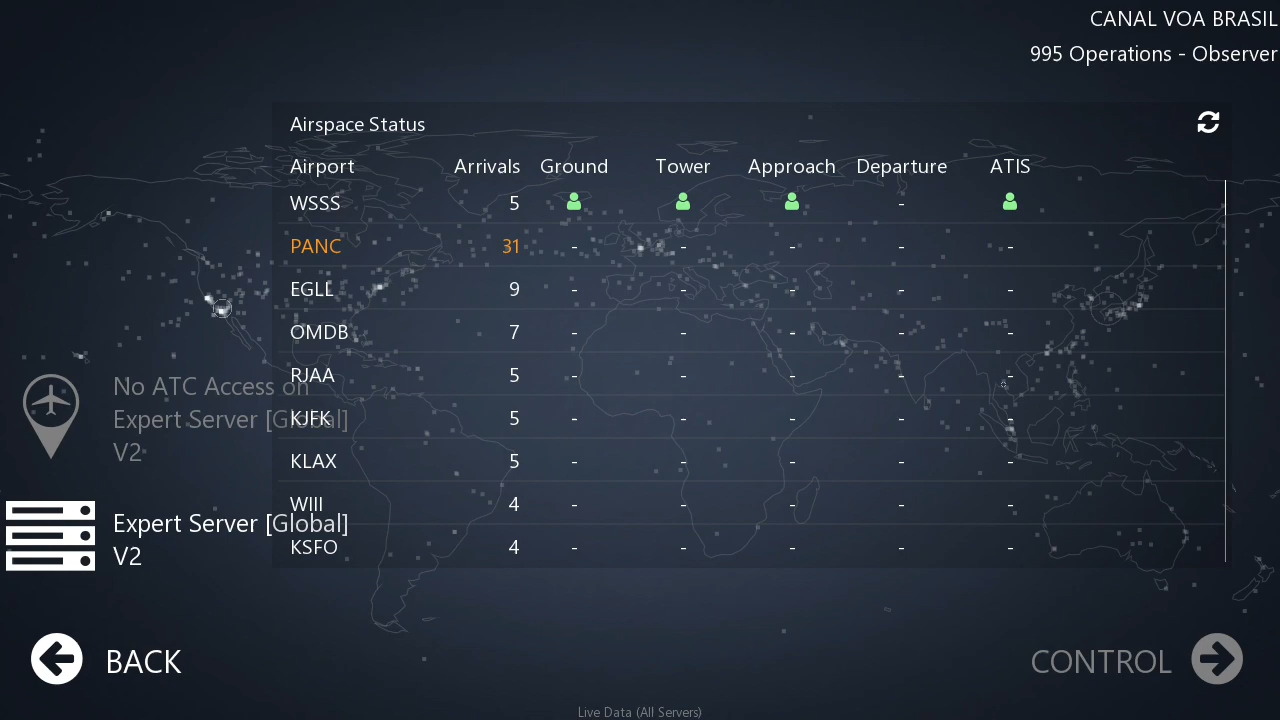 CANAL VOA BRASIL
995 Operations - Observer
Airspace Status
Airport Arrivals Ground Tower Approach Departure ATIS
WSSS 5 -
PANC 31 - - - - -
EGLL 9 - - - - -
OMDB 7 - - - - -
RJAA 5 - - - - -
KJFK 5 - - - - -
KLAX 5 - - - - -
WIII 4 - - - - -
KSFO 4 - - - - -
No ATC Access on
Expert Server [Global]
V2
Expert Server [Global]
V2
BACK
CONTROL
Live Data (All Servers)